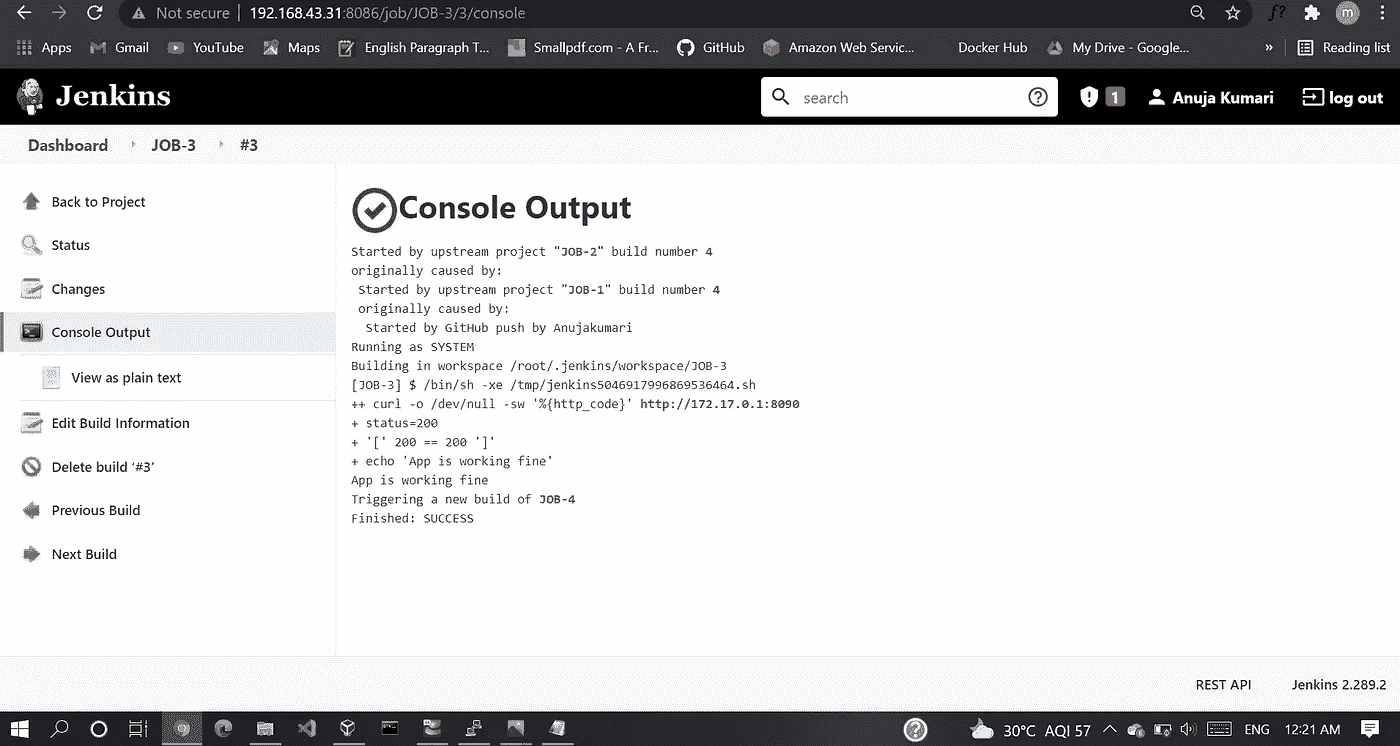 Not secure | 192.168.43.31:8086/job/JOB-3/3/console
f?
m
Apps Gmail YouTube Maps English Paragraph T... Smallpdf.com - A Fr... GitHub Amazon Web Servic... Docker Hub My Drive - Google... » Reading list
Jenkins search 1 Anuja Kumari log out
Dashboard JOB-3 #3
Back to Project
Status
Changes
Console Output
View as plain text
Edit Build Information
Delete build ‘#3’
Previous Build
Next Build
Console Output
Started by upstream project "JOB-2" build number 4
originally caused by:
Started by upstream project "JOB-1" build number 4
originally caused by:
Started by GitHub push by Anujakumari
Running as SYSTEM
Building in workspace /root/.jenkins/workspace/JOB-3
[JOB-3] $ /bin/sh -xe /tmp/jenkins5046917996869536464.sh
++ curl -o /dev/null -sw '%{http_code}' http://172.17.0.1:8090
+ status=200
+ '[' 200 == 200 ']'
+ echo 'App is working fine'
App is working fine
Triggering a new build of JOB-4
Finished: SUCCESS
REST API Jenkins 2.289.2
30°C AQI 57 ENG 12:21 AM